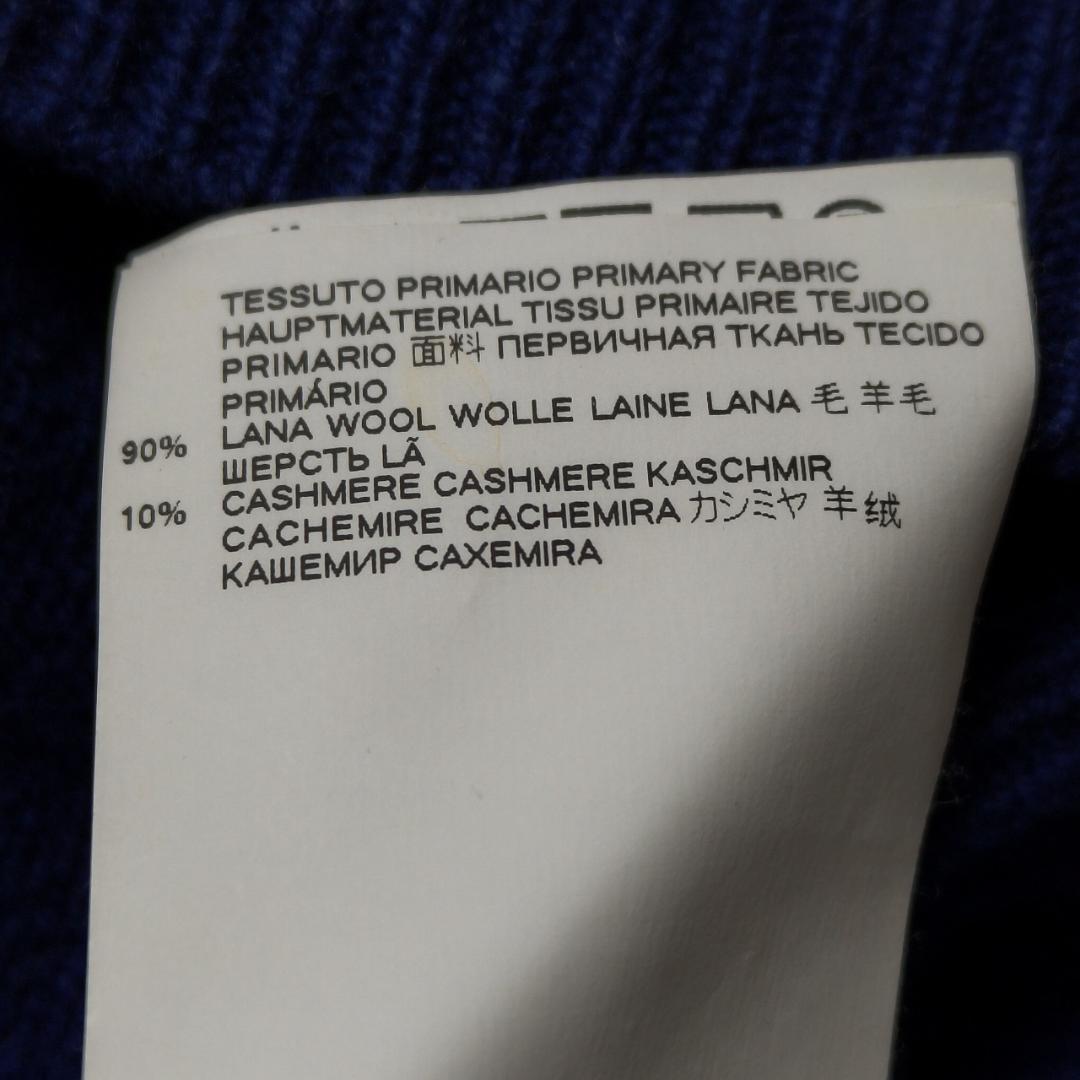 TESSUTO PRIMARIO PRIMARY FABRIC
HAUPTMATERIAL TISSU PRIMAIRE TEJIDO
PRIMARIO 面料 ПЕРВИЧНАЯ ТКАНЬ TECIDO
PRIMÁRIO
90% LANA WOOL WOLLE LAINE LANA 毛 羊毛
ШЕРСТЬ LÃ
10% CASHMERE CASHMERE KASCHMIR
CACHEMIRE CACHEMIRA カシミヤ 羊绒
КАШЕМИР CAXEMIRA